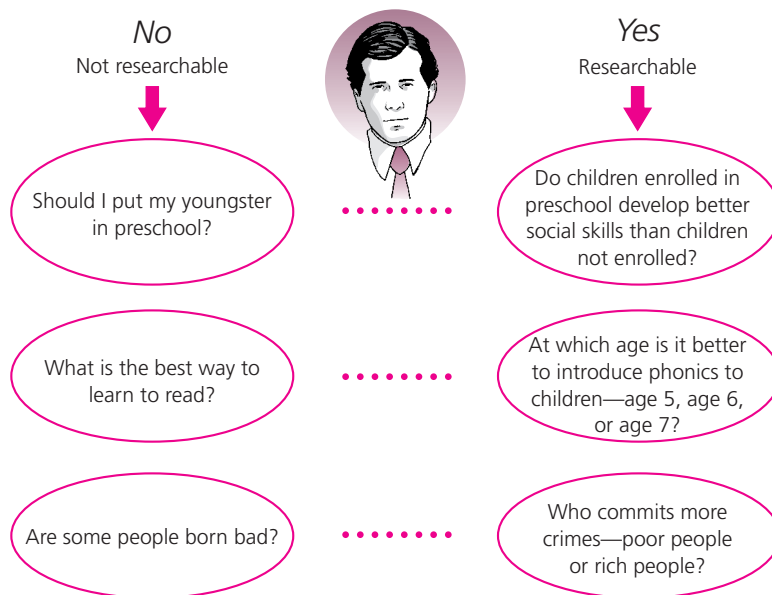 No
Not researchable
Yes
Researchable
Should I put my youngster
in preschool?
Do children enrolled in
preschool develop better
social skills than children
not enrolled?
What is the best way to
learn to read?
At which age is it better
to introduce phonics to
children—age 5, age 6,
or age 7?
Are some people born bad?
Who commits more
crimes—poor people
or rich people?